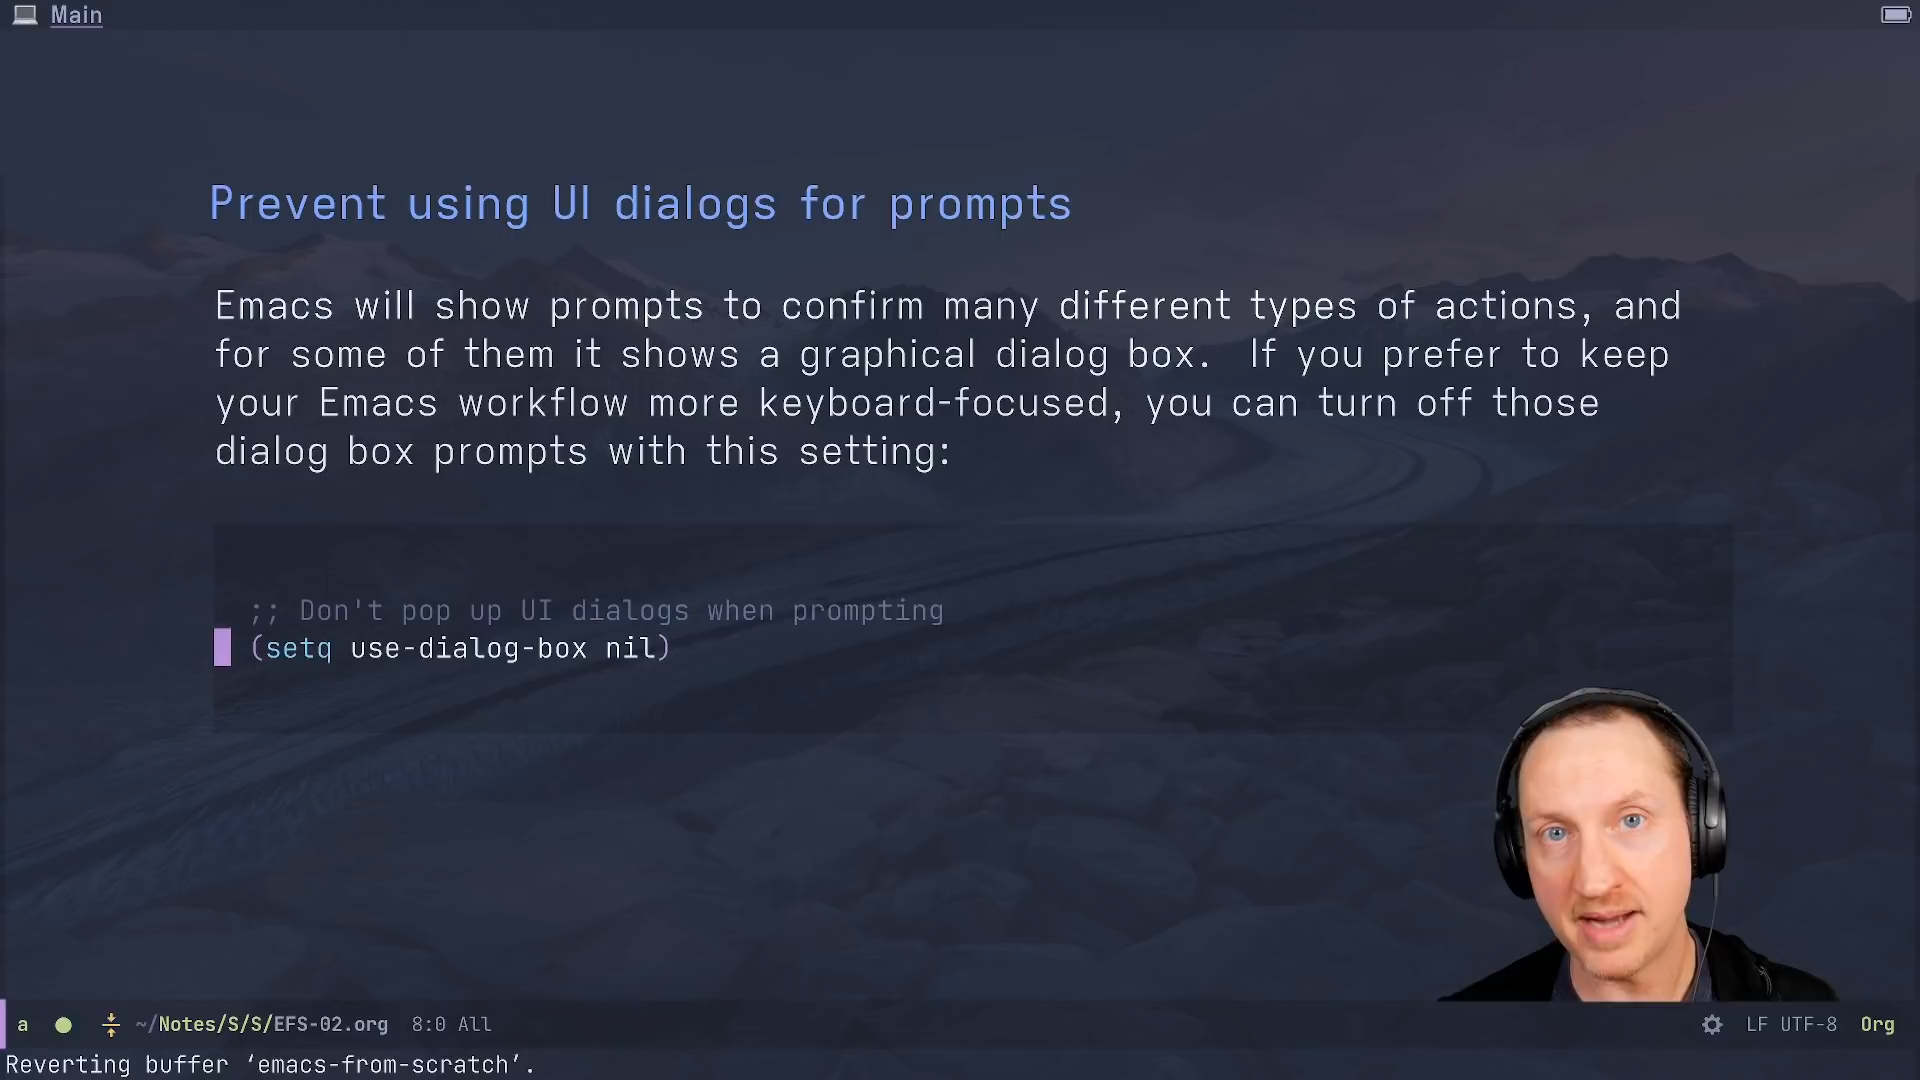 Main
Prevent using UI dialogs for prompts
Emacs will show prompts to confirm many different types of actions, and
for some of them it shows a graphical dialog box.  If you prefer to keep
your Emacs workflow more keyboard-focused, you can turn off those
dialog box prompts with this setting:
;; Don't pop up UI dialogs when prompting
(setq use-dialog-box nil)
a ~/Notes/S/S/EFS-02.org 8:0 All LF UTF-8 Org
Reverting buffer ‘emacs-from-scratch’.